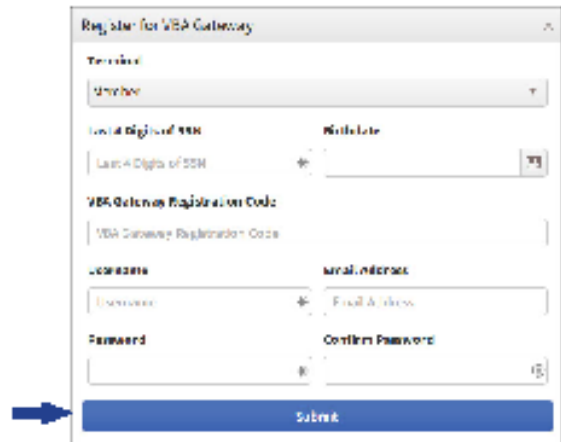 Register for VBA Gateway
Terminal
Member
Last 4 Digits of SSN Birthdate
Last 4 Digits of SSN
VBA Gateway Registration Code
VBA Gateway Registration Code
Username Email Address
Username Email Address
Password Confirm Password
Submit